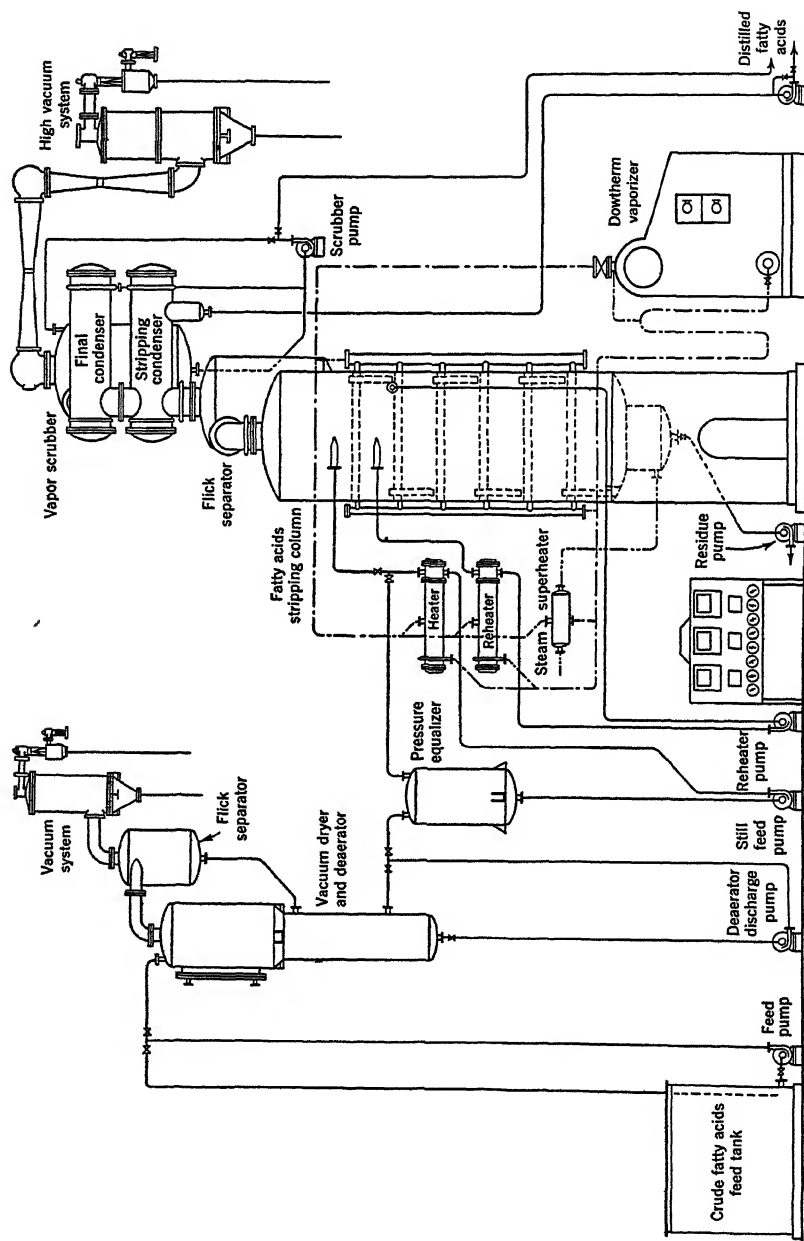 Crude fatty acids
feed tank
Feed pump
Vacuum
system
Flick
separator
Vacuum dryer
and deaerator
Deaerator
discharge
pump
Still feed
pump
Pressure
equalizer
Reheater
pump
Heater
Reheater
Steam superheater
Fatty acids
stripping column
Residue
pump
Vapor scrubber
Flick
separator
Final
condenser
Stripping
condenser
Scrubber
pump
High vacuum
system
Dowtherm
vaporizer
Distilled
fatty
acids